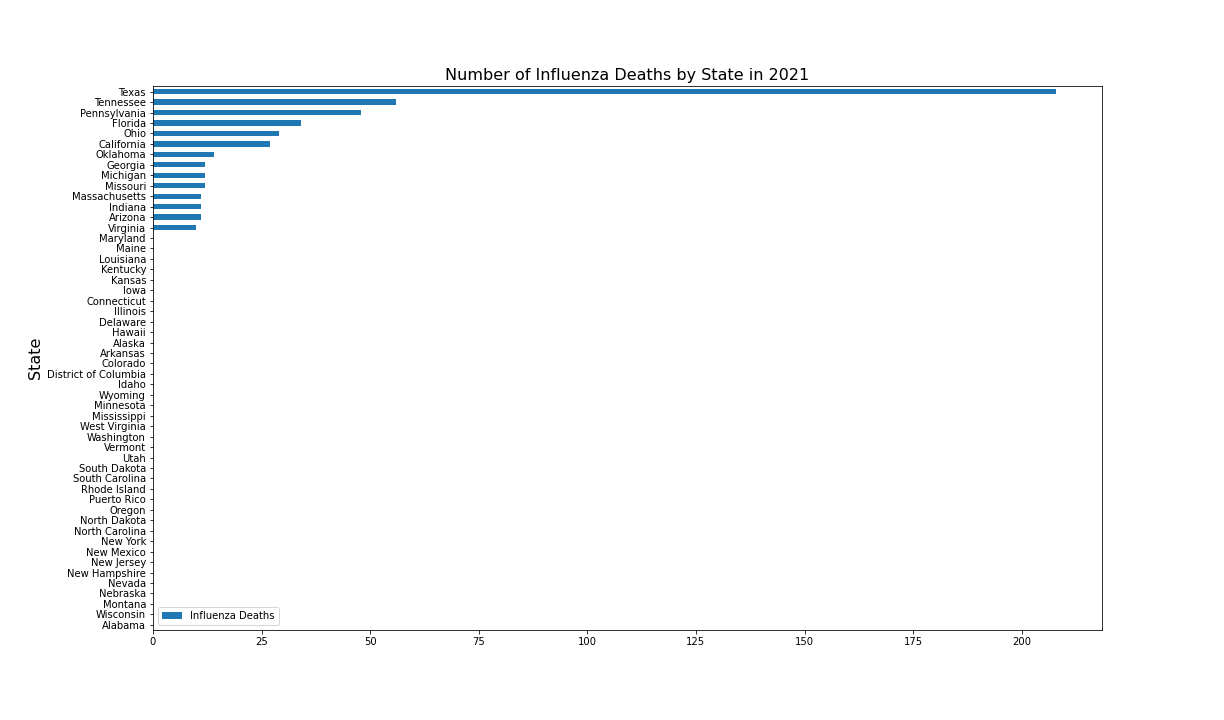 Number of Influenza Deaths by State in 2021
Texas
Tennessee
Pennsylvania
Florida
Ohio
California
Oklahoma
Georgia
Michigan
Missouri
Massachusetts
Indiana
Arizona
Virginia
Maryland
Maine
Louisiana
Kentucky
Kansas
Iowa
Connecticut
Illinois
Delaware
Hawaii
Alaska
Arkansas
Colorado
District of Columbia
Idaho
Wyoming
Minnesota
Mississippi
West Virginia
Washington
Vermont
Utah
South Dakota
South Carolina
Rhode Island
Puerto Rico
Oregon
North Dakota
North Carolina
New York
New Mexico
New Jersey
New Hampshire
Nevada
Nebraska
Montana
Wisconsin
Alabama
State
Influenza Deaths
0 25 50 75 100 125 150 175 200